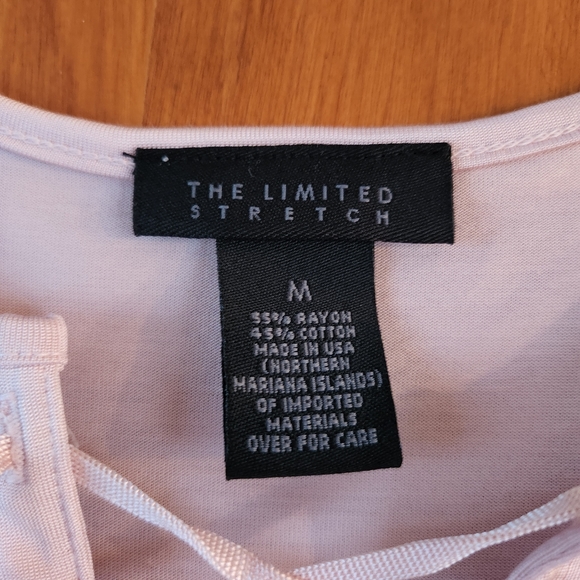 THE LIMITED
STRETCH
M
55% RAYON
45% COTTON
MADE IN USA
(NORTHERN
MARIANA ISLANDS)
OF IMPORTED
MATERIALS
OVER FOR CARE